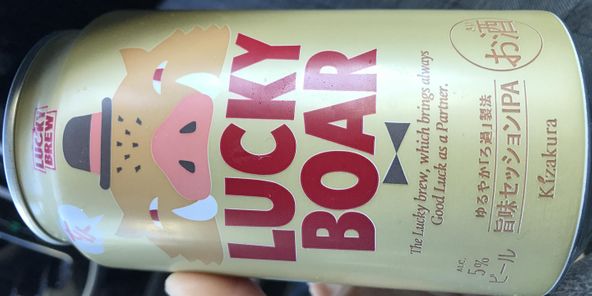 LUCKY
BREW
LUCKY
BOAR
The Lucky brew, which brings always
Good Luck as a Partner.
ゆるやか「ろ過」製法
旨味セッションIPA
お酒
ALC.
5%
ビール
Kizakura